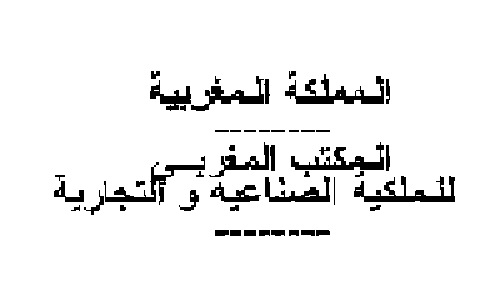 المملكة المغربية
--------
المكتب المغربي
للملكية الصناعية و التجارية
--------